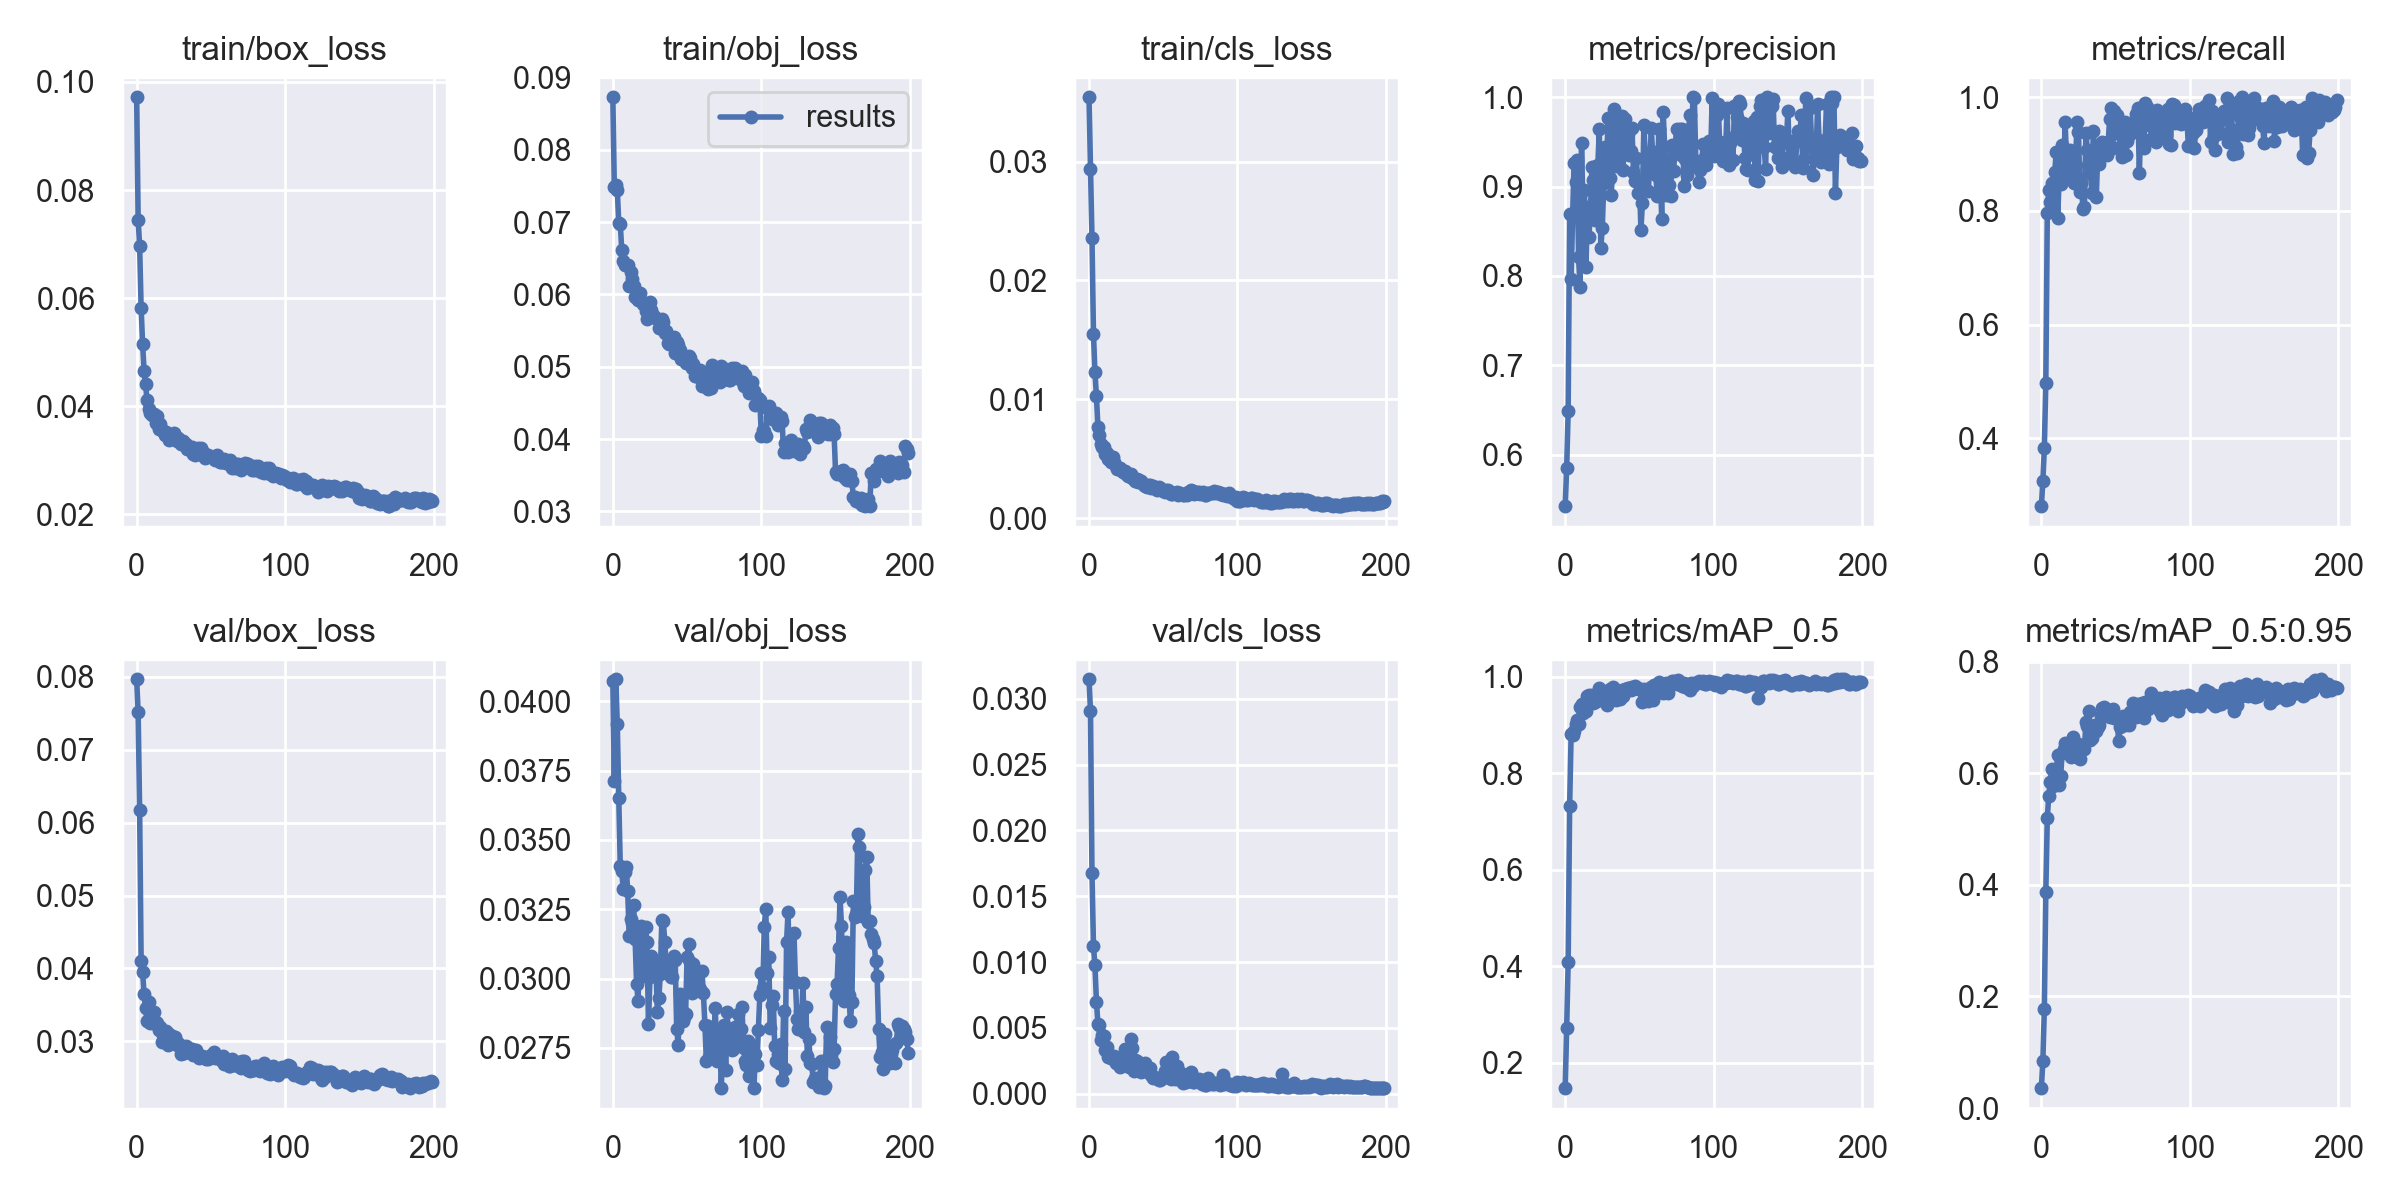 train/box_loss
0.10
0.08
0.06
0.04
0.02
0 100 200
train/obj_loss
results
0.09
0.08
0.07
0.06
0.05
0.04
0.03
0 100 200
train/cls_loss
0.03
0.02
0.01
0.00
0 100 200
metrics/precision
1.0
0.9
0.8
0.7
0.6
0 100 200
metrics/recall
1.0
0.8
0.6
0.4
0 100 200
val/box_loss
0.08
0.07
0.06
0.05
0.04
0.03
0 100 200
val/obj_loss
0.0400
0.0375
0.0350
0.0325
0.0300
0.0275
0 100 200
val/cls_loss
0.030
0.025
0.020
0.015
0.010
0.005
0.000
0 100 200
metrics/mAP_0.5
1.0
0.8
0.6
0.4
0.2
0 100 200
metrics/mAP_0.5:0.95
0.8
0.6
0.4
0.2
0.0
0 100 200